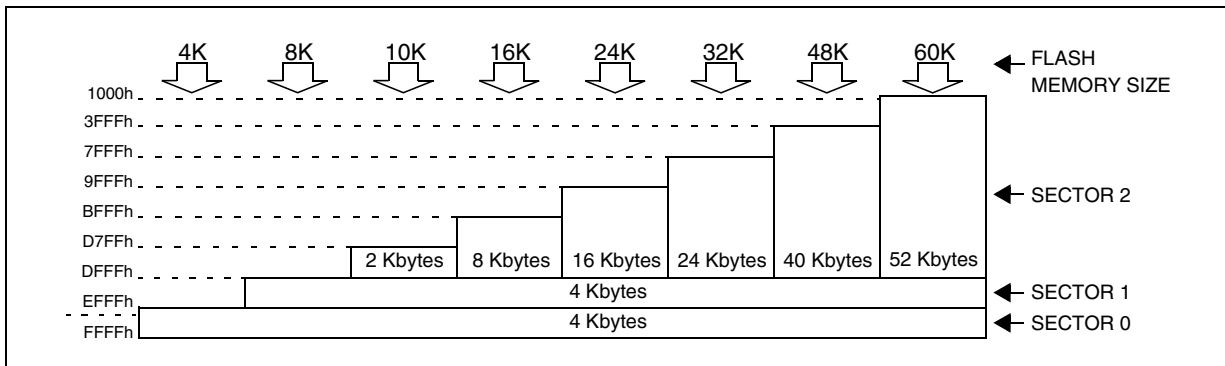 4K 8K 10K 16K 24K 32K 48K 60K
FLASH
MEMORY SIZE
1000h
3FFFh
7FFFh
9FFFh
SECTOR 2
BFFFh
D7FFh
2 Kbytes 8 Kbytes 16 Kbytes 24 Kbytes 40 Kbytes 52 Kbytes
DFFFh
4 Kbytes
SECTOR 1
EFFFh
4 Kbytes
SECTOR 0
FFFFh